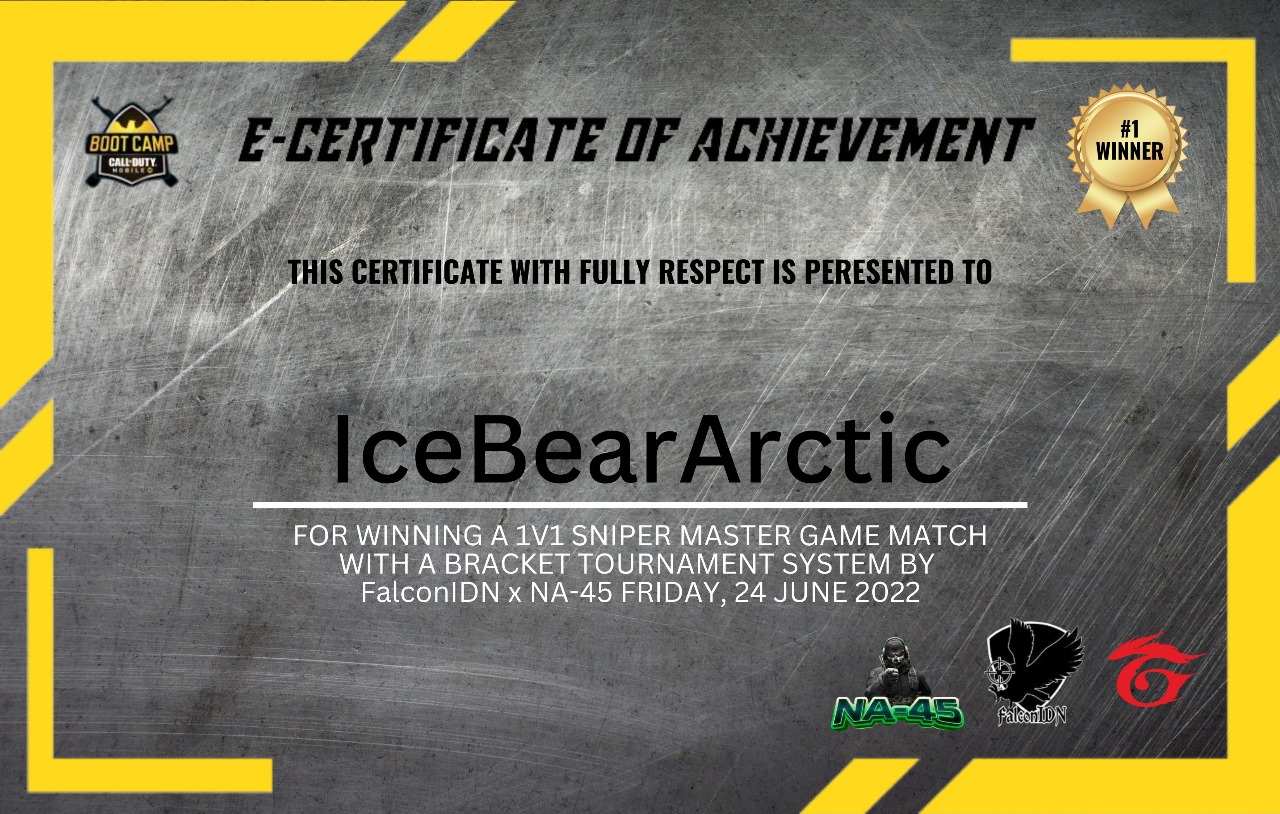 BOOT CAMP
CALL OF DUTY
MOBILE
E-CERTIFICATE OF ACHIEVEMENT
#1
WINNER
THIS CERTIFICATE WITH FULLY RESPECT IS PERESENTED TO
IceBearArctic
FOR WINNING A 1V1 SNIPER MASTER GAME MATCH
WITH A BRACKET TOURNAMENT SYSTEM BY
FalconIDN x NA-45 FRIDAY, 24 JUNE 2022
NA-45
falconIDN